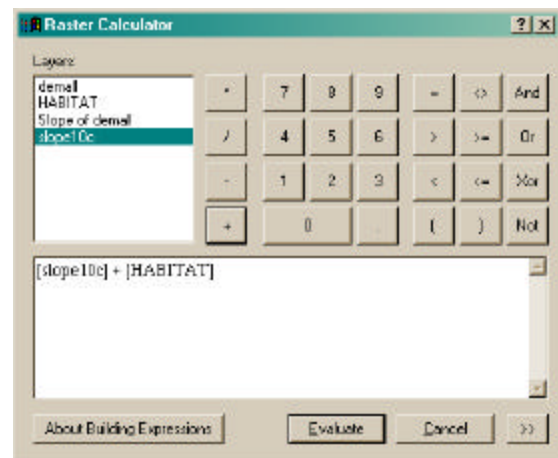 Raster Calculator ? ×
Layers:
demall
HABITAT
Slope of demall
slope10c
* 7 8 9 = <> And
/ 4 5 6 > >= Or
- 1 2 3 < <= Xor
+ 0 . ( ) Not
[slope10c] + [HABITAT]
About Building Expressions Evaluate Cancel >>